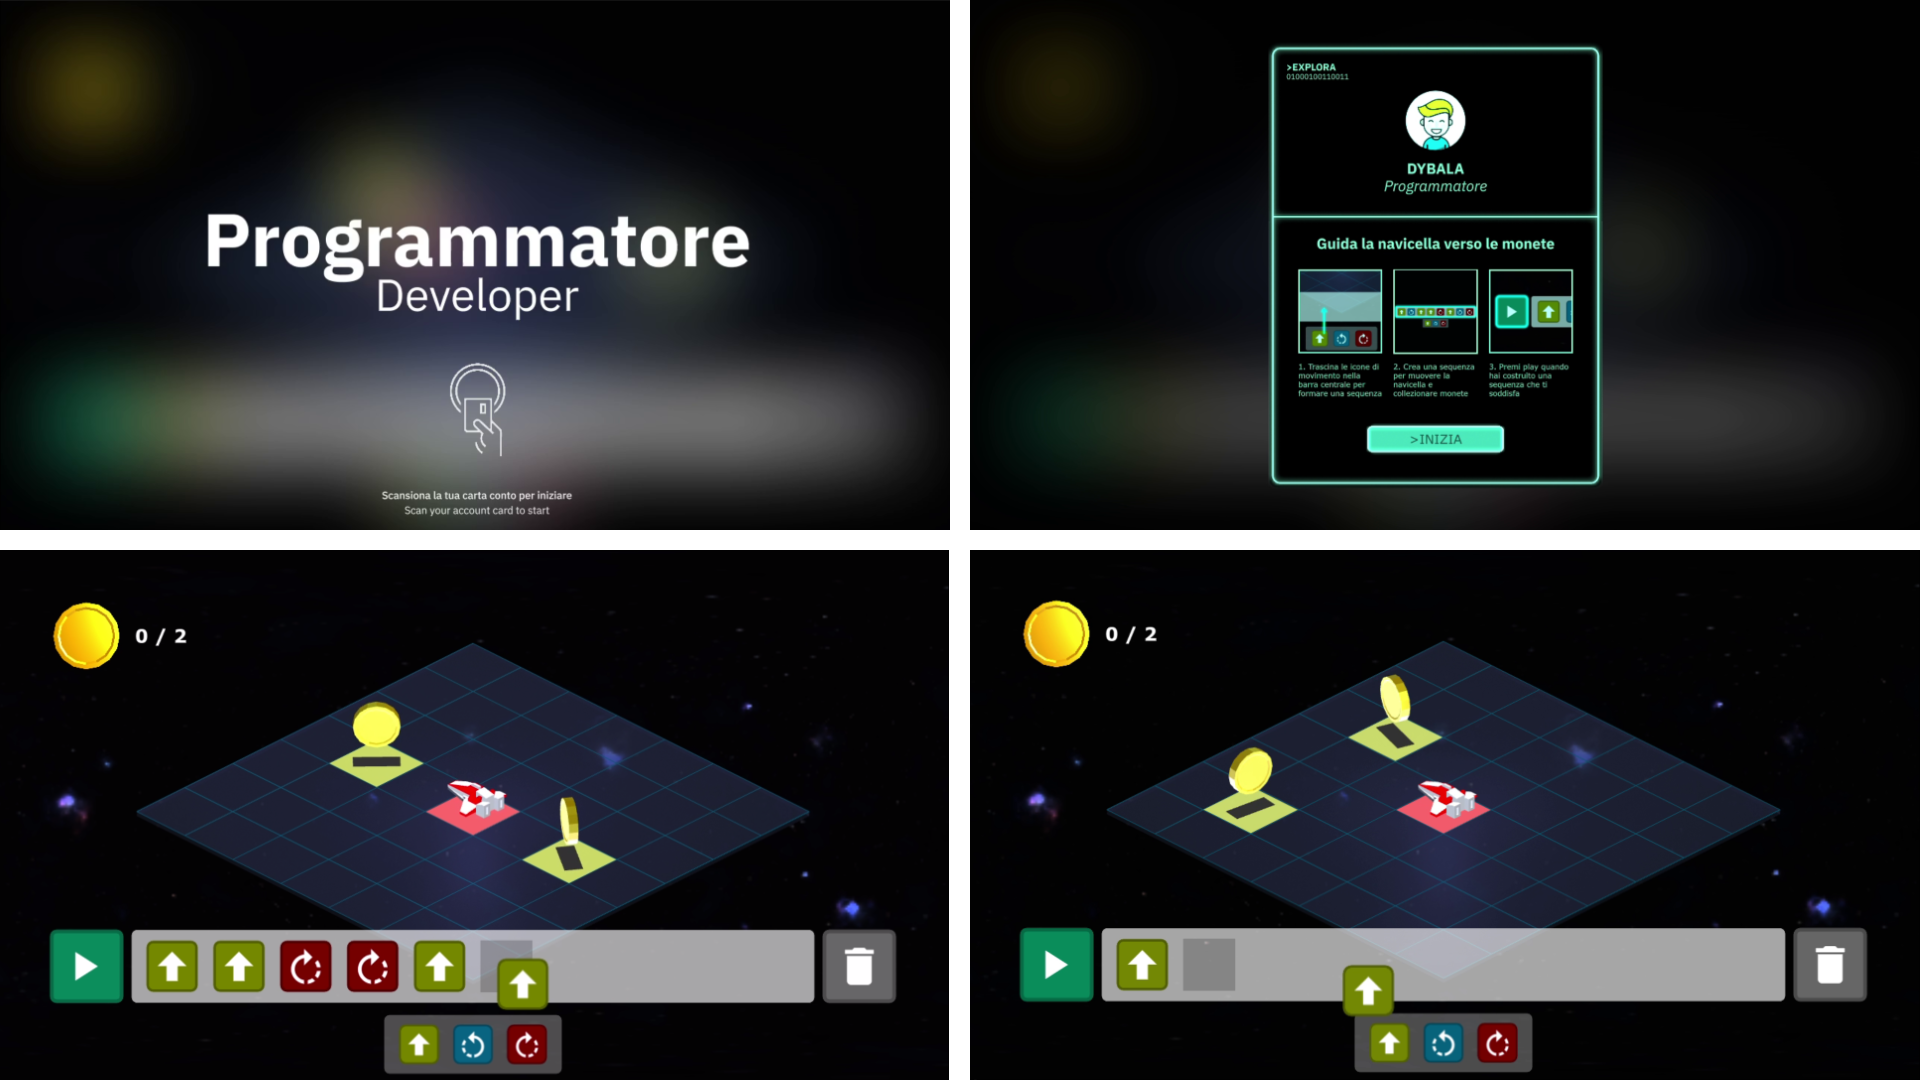 Programmatore
Developer
Scansiona la tua carta conto per iniziare
Scan your account card to start
>EXPLORA
01000100110011
DYBALA
Programmatore
Guida la navicella verso le monete
1. Trascina le icone di
movimento nella
barra centrale per
formare una sequenza
2. Crea una sequenza
per muovere la
navicella e
collezionare monete
3. Premi play quando
hai costruito una
sequenza che ti
soddisfa
>INIZIA
0 / 2
0 / 2